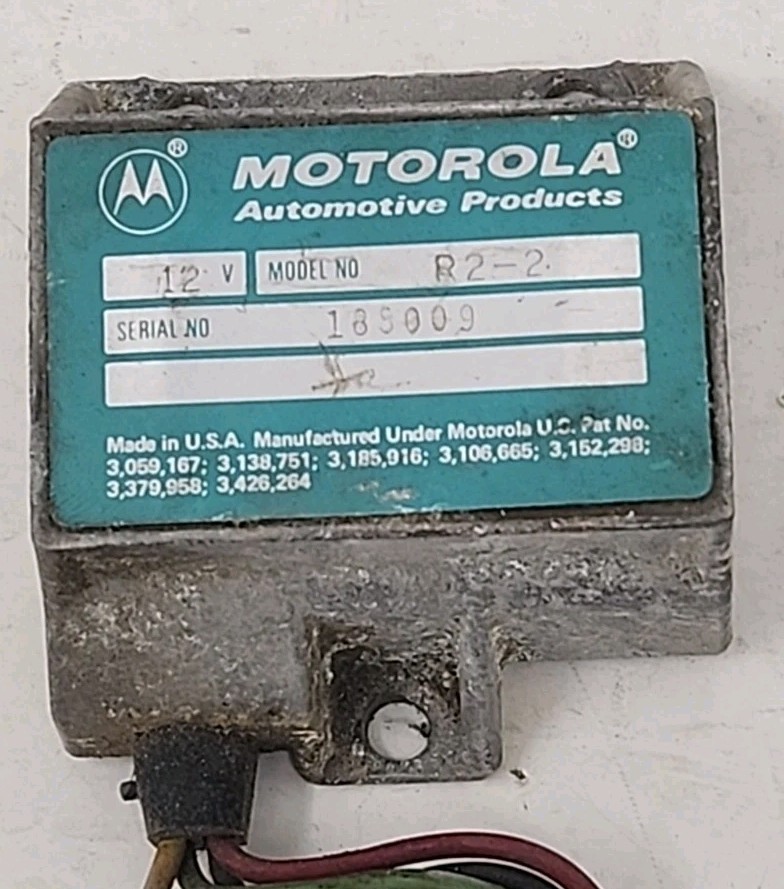 MOTOROLA®
Automotive Products
12 V MODEL NO R2-2
SERIAL NO 185009
Made in U.S.A. Manufactured Under Motorola U.S. Pat No.
3,059,167; 3,138,751; 3,185,916; 3,106,665; 3,152,298;
3,379,958; 3,426,264